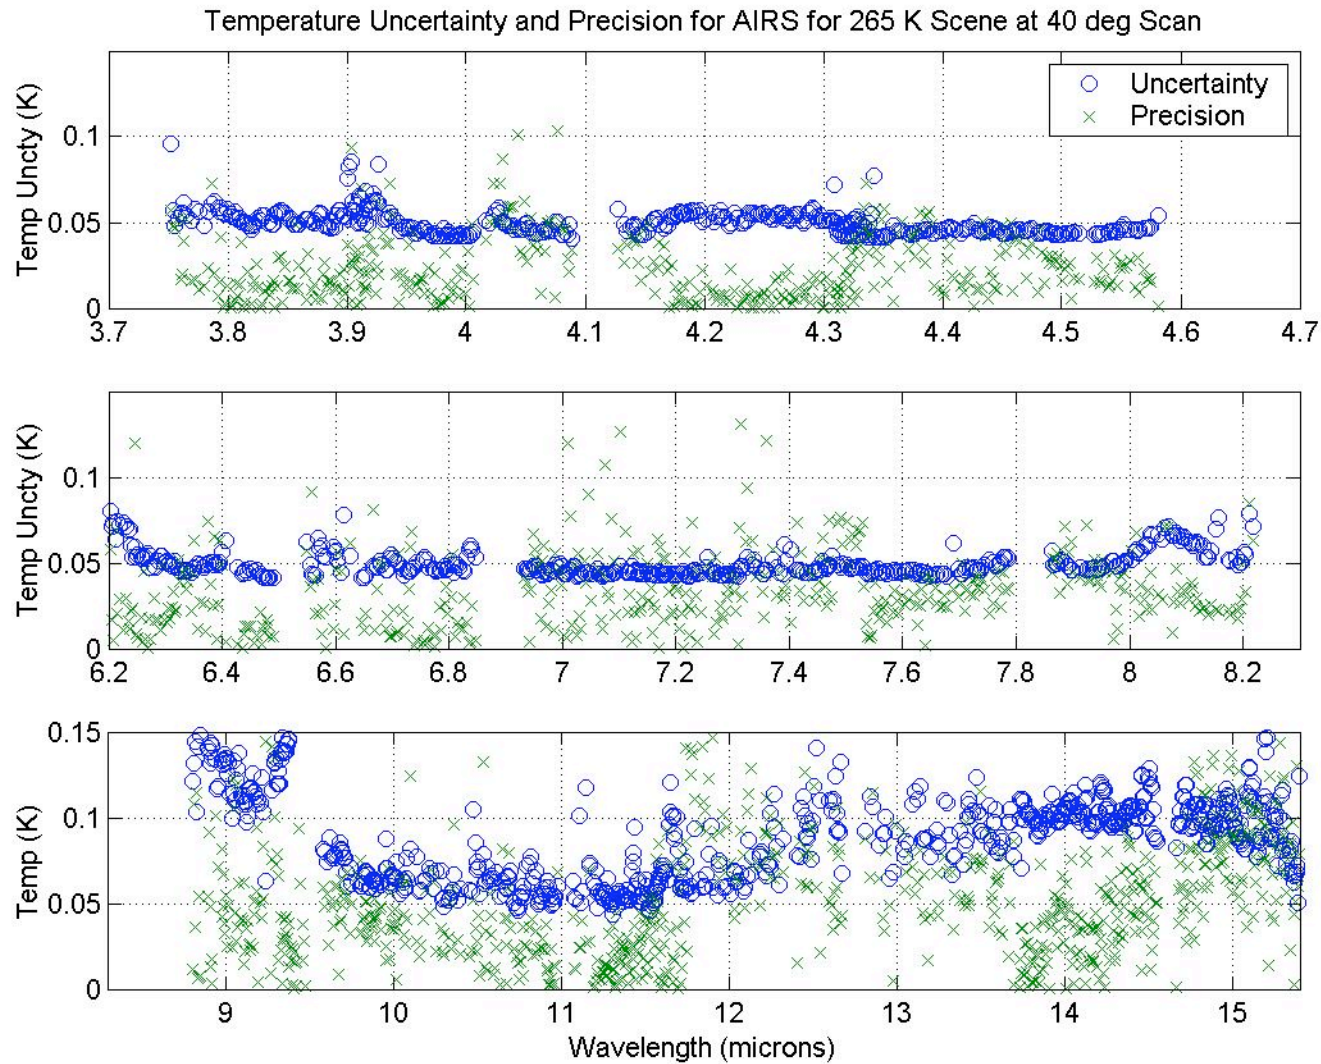 Temperature Uncertainty and Precision for AIRS for 265 K Scene at 40 deg Scan
Temp Uncty (K)
0.1
0.05
0
Uncertainty
Precision
3.7 3.8 3.9 4 4.1 4.2 4.3 4.4 4.5 4.6 4.7
Temp Uncty (K)
0.1
0.05
0
6.2 6.4 6.6 6.8 7 7.2 7.4 7.6 7.8 8 8.2
Temp (K)
0.15
0.1
0.05
0
9 10 11 12 13 14 15
Wavelength (microns)